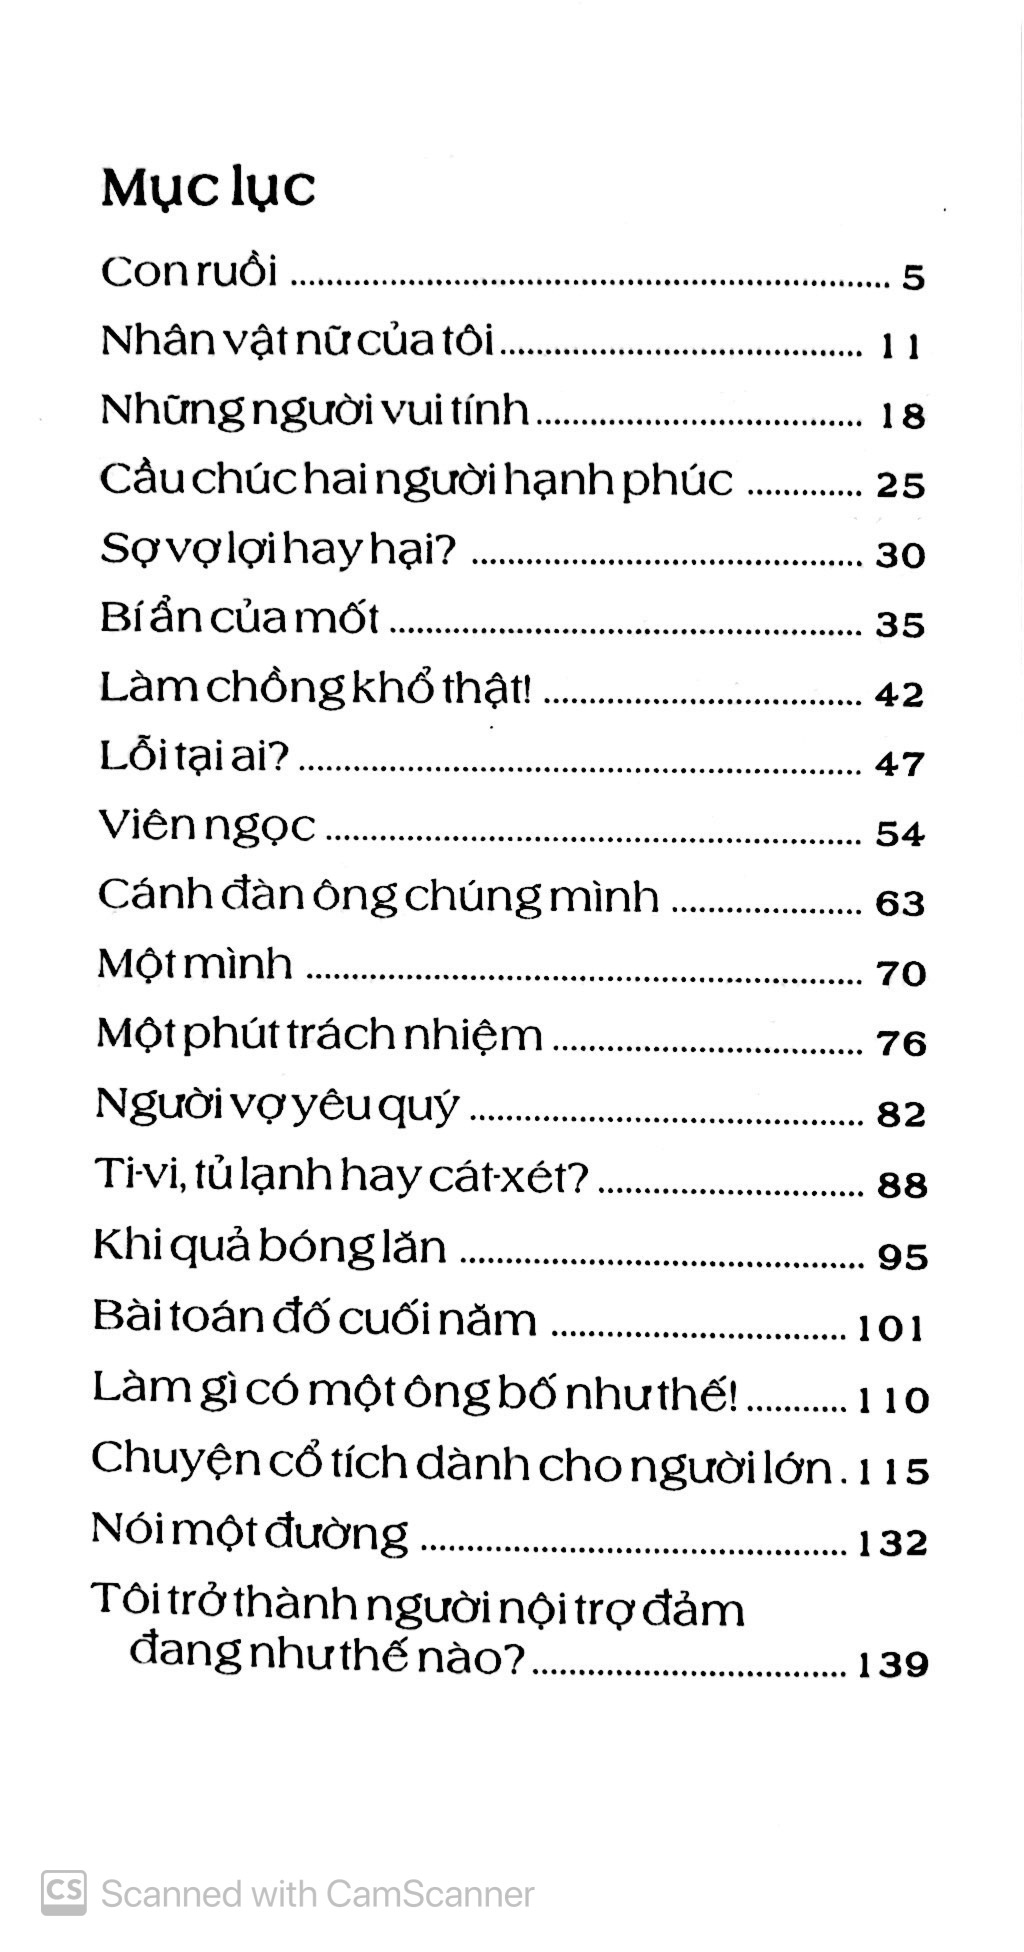 Mục lục
Con ruồi ........ 5
Nhân vật nữ của tôi ........ 11
Những người vui tính ........ 18
Cầu chúc hai người hạnh phúc ........ 25
Sợ vợ lợi hay hại? ........ 30
Bí ẩn của mốt ........ 35
Làm chồng khổ thật! ........ 42
Lỗi tại ai? ........ 47
Viên ngọc ........ 54
Cánh đàn ông chúng mình ........ 63
Một mình ........ 70
Một phút trách nhiệm ........ 76
Người vợ yêu quý ........ 82
Ti-vi, tủ lạnh hay cát-xét? ........ 88
Khi quả bóng lăn ........ 95
Bài toán đố cuối năm ........ 101
Làm gì có một ông bố như thế! ........ 110
Chuyện cổ tích dành cho người lớn . 115
Nói một đường ........ 132
Tôi trở thành người nội trợ đảm
đang như thế nào? ........ 139
CS Scanned with CamScanner